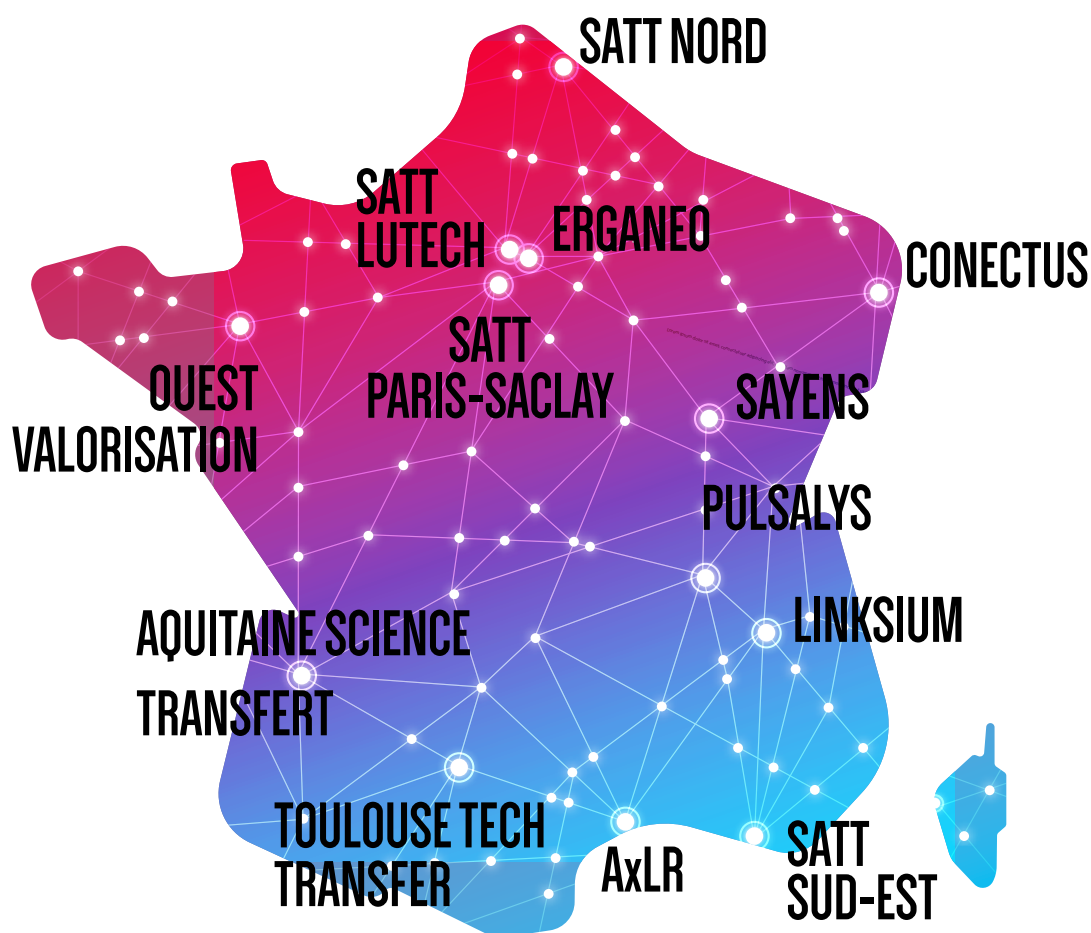 SATT NORD
SATT
LUTECH
ERGANEO
CONECTUS
SATT
PARIS-SACLAY
OUEST
VALORISATION
SAYENS
PULSALYS
AQUITAINE SCIENCE
TRANSFERT
LINKSIUM
TOULOUSE TECH
TRANSFER
AxLR
SATT
SUD-EST